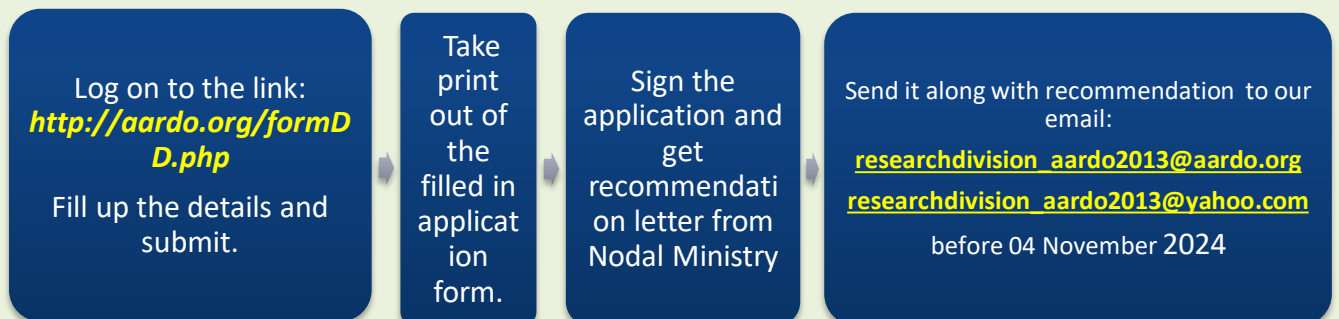 Log on to the link:
http://aardo.org/formD
D.php
Fill up the details and
submit.
Take
print
out of
the
filled in
applicat
ion
form.
Sign the
application and
get
recommendati
on letter from
Nodal Ministry
Send it along with recommendation to our
email:
researchdivision_aardo2013@aardo.org
researchdivision_aardo2013@yahoo.com
before 04 November 2024